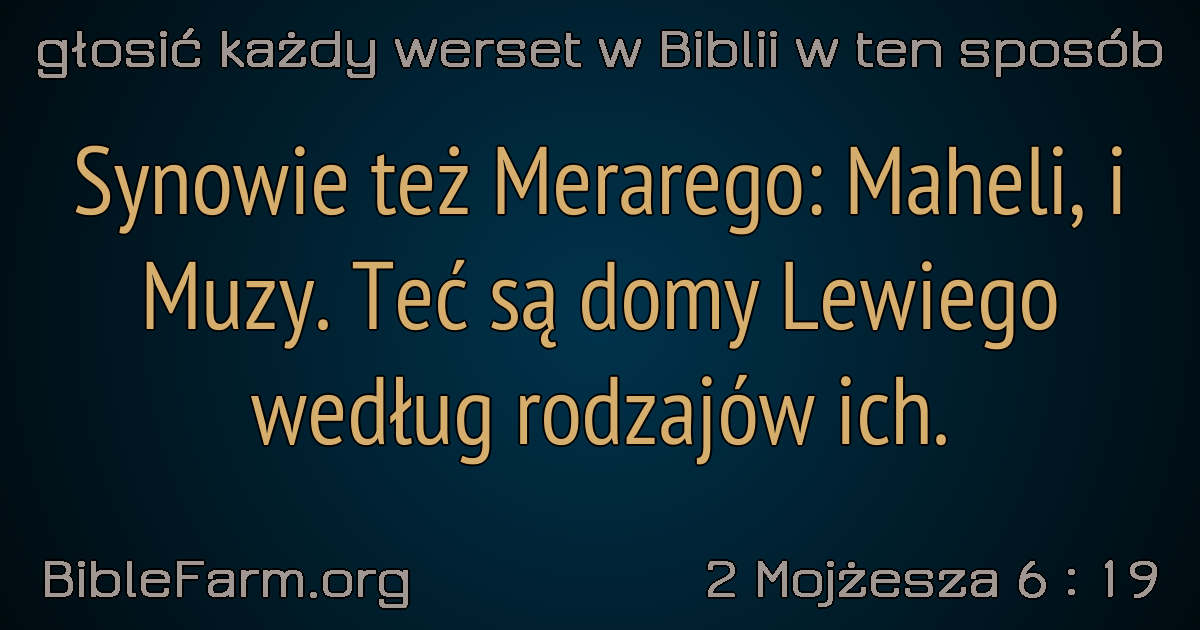 głosić każdy werset w Biblii w ten sposób
Synowie też Merarego: Maheli, i
Muzy. Teć są domy Lewiego
według rodzajów ich.
BibleFarm.org
2 Mojżesza 6 : 19